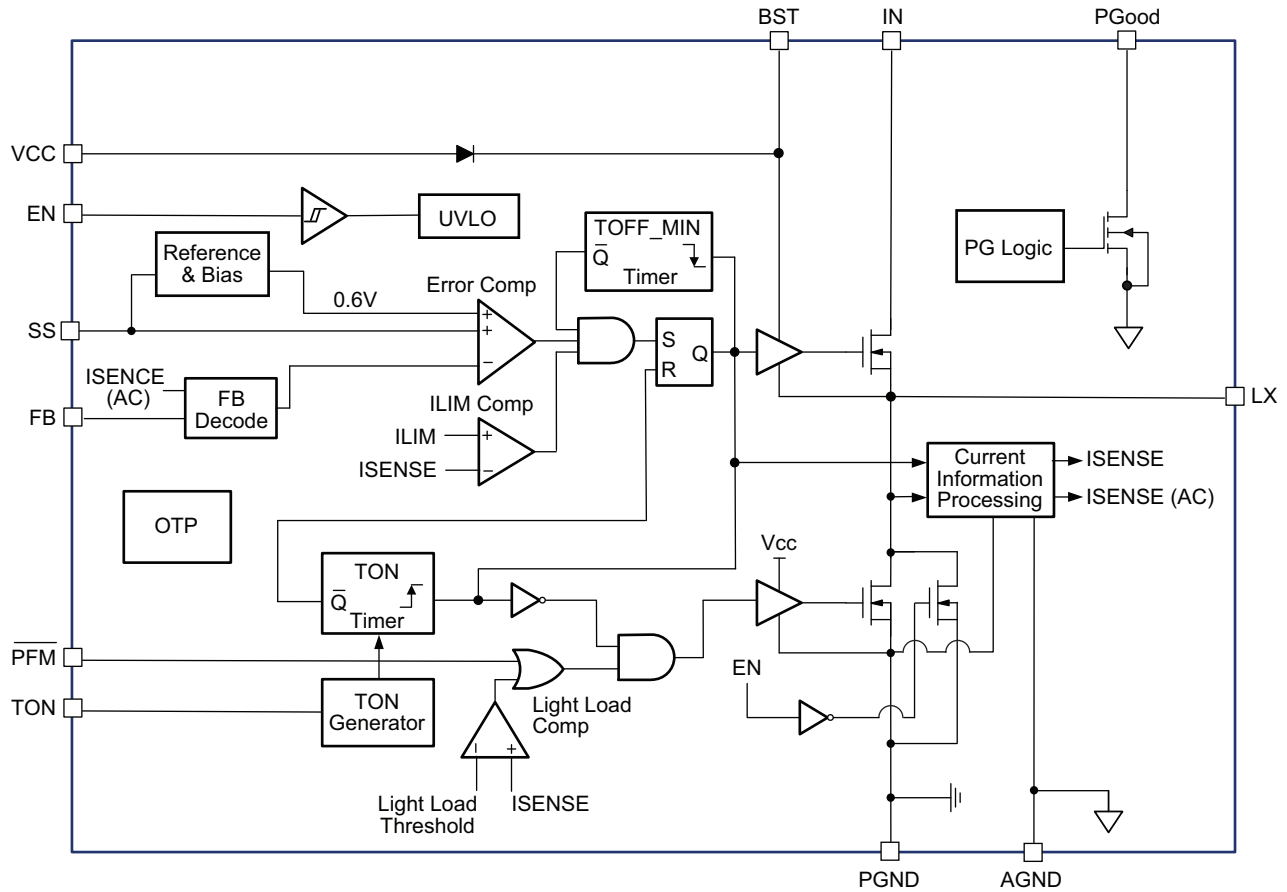 BST
IN
PGood
VCC
EN
UVLO
TOFF_MIN
Q̅
Timer
PG Logic
Reference
& Bias
Error Comp
0.6V
+
+
−
SS
S
R
Q
ISENCE
(AC)
FB
FB
Decode
ILIM Comp
ILIM
+
ISENSE
−
LX
Current
Information
Processing
ISENSE
ISENSE (AC)
OTP
Vcc
TON
Q̅
Timer
P̅F̅M̅
EN
TON
TON
Generator
Light Load
Comp
−
+
Light Load
Threshold
ISENSE
PGND
AGND